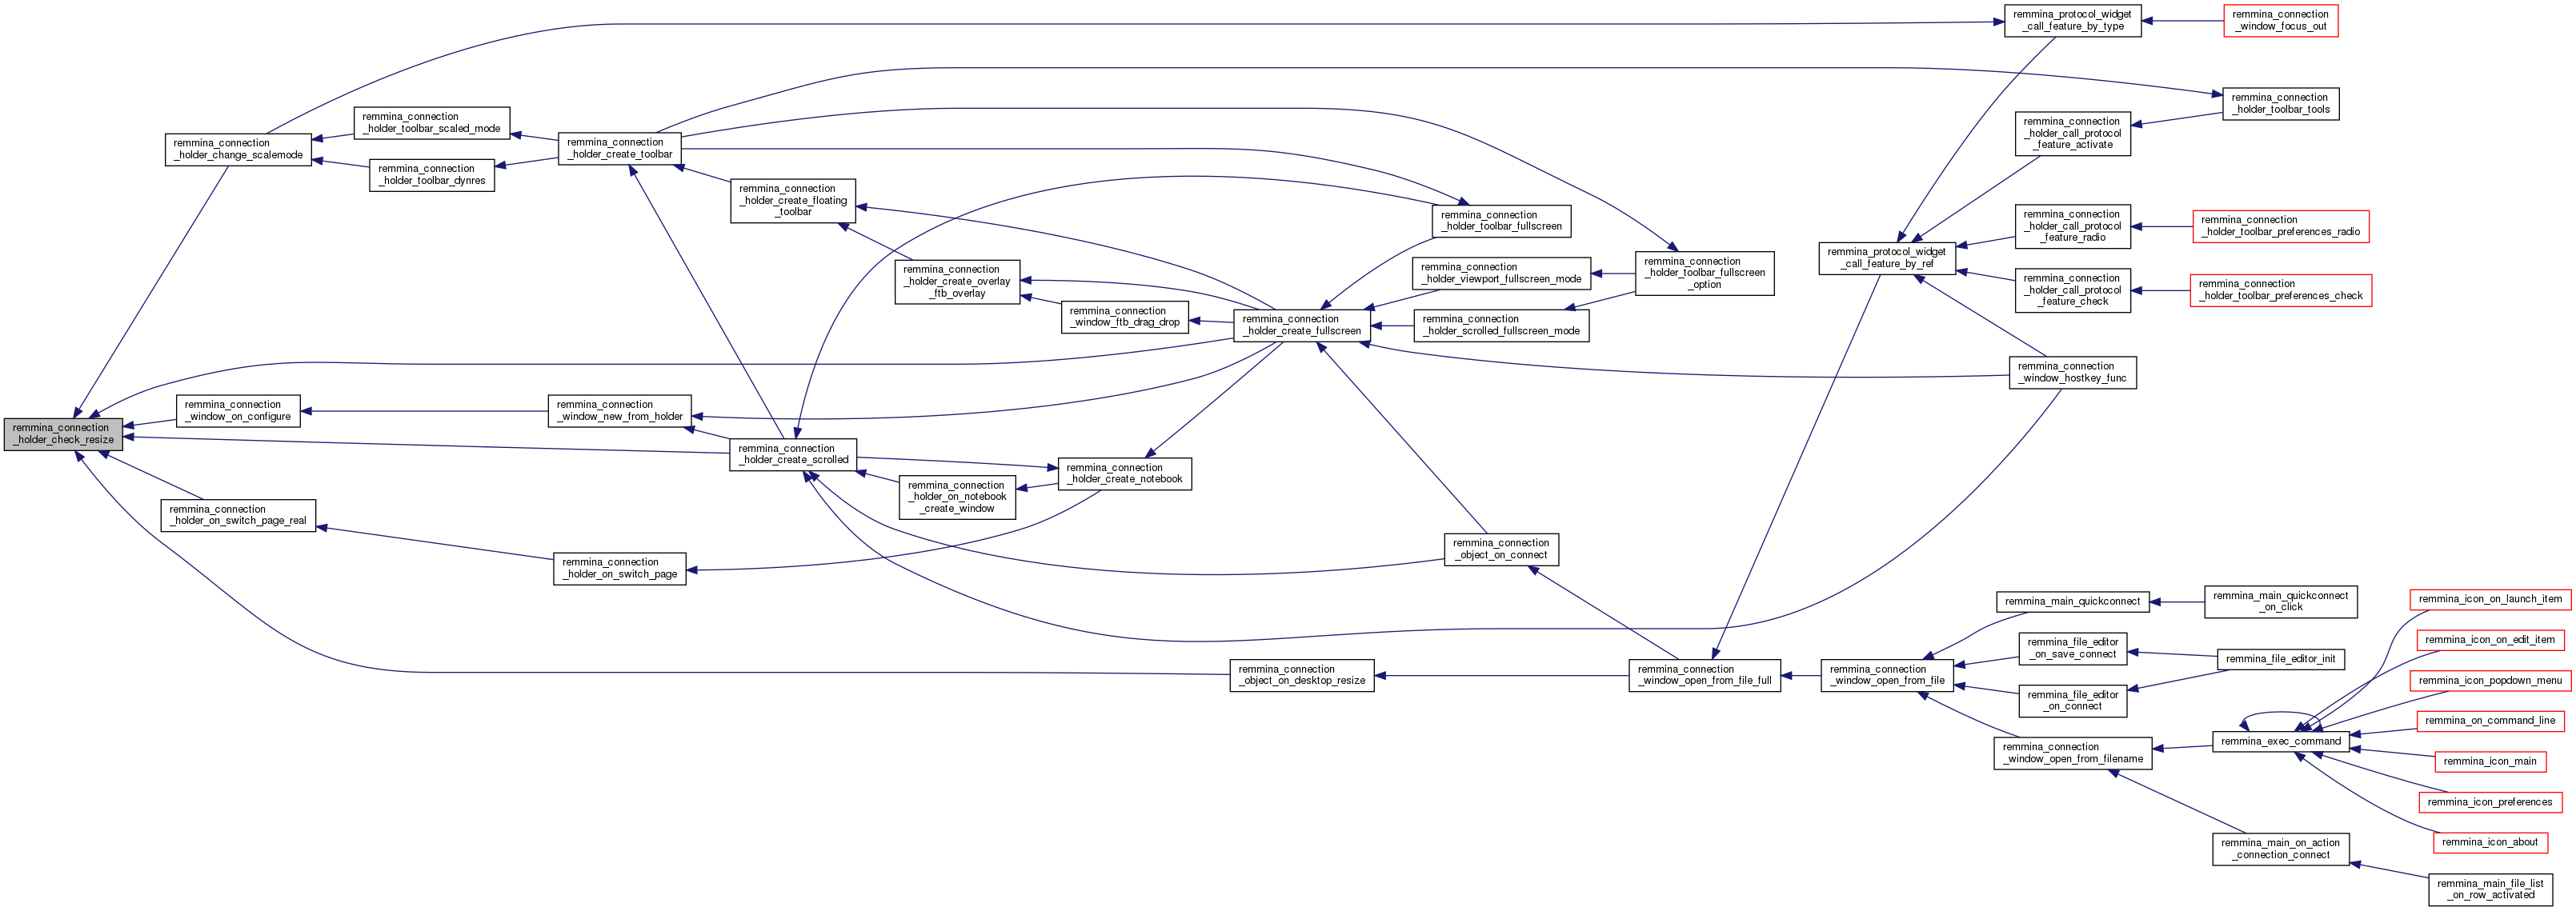 remmina_connection
_holder_check_resize
remmina_connection
_holder_change_scalemode
remmina_connection
_window_on_configure
remmina_connection
_holder_on_switch_page_real
remmina_connection
_holder_toolbar_scaled_mode
remmina_connection
_holder_toolbar_dynres
remmina_connection
_holder_create_toolbar
remmina_connection
_window_new_from_holder
remmina_connection
_holder_on_switch_page
remmina_connection
_holder_create_floating
_toolbar
remmina_connection
_holder_create_scrolled
remmina_connection
_holder_create_overlay
_ftb_overlay
remmina_connection
_holder_on_notebook
_create_window
remmina_connection
_window_ftb_drag_drop
remmina_connection
_holder_create_notebook
remmina_connection
_holder_create_fullscreen
remmina_connection
_object_on_desktop_resize
remmina_connection
_holder_toolbar_fullscreen
remmina_connection
_holder_viewport_fullscreen_mode
remmina_connection
_holder_scrolled_fullscreen_mode
remmina_connection
_object_on_connect
remmina_connection
_holder_toolbar_fullscreen
_option
remmina_connection
_window_open_from_file_full
remmina_protocol_widget
_call_feature_by_ref
remmina_connection
_window_open_from_file
remmina_protocol_widget
_call_feature_by_type
remmina_connection
_holder_call_protocol
_feature_activate
remmina_connection
_holder_call_protocol
_feature_radio
remmina_connection
_holder_call_protocol
_feature_check
remmina_connection
_window_hostkey_func
remmina_main_quickconnect
remmina_file_editor
_on_save_connect
remmina_file_editor
_on_connect
remmina_connection
_window_open_from_filename
remmina_connection
_window_focus_out
remmina_connection
_holder_toolbar_tools
remmina_connection
_holder_toolbar_preferences_radio
remmina_connection
_holder_toolbar_preferences_check
remmina_main_quickconnect
_on_click
remmina_file_editor_init
remmina_exec_command
remmina_main_on_action
_connection_connect
remmina_icon_on_launch_item
remmina_icon_on_edit_item
remmina_icon_popdown_menu
remmina_on_command_line
remmina_icon_main
remmina_icon_preferences
remmina_icon_about
remmina_main_file_list
_on_row_activated